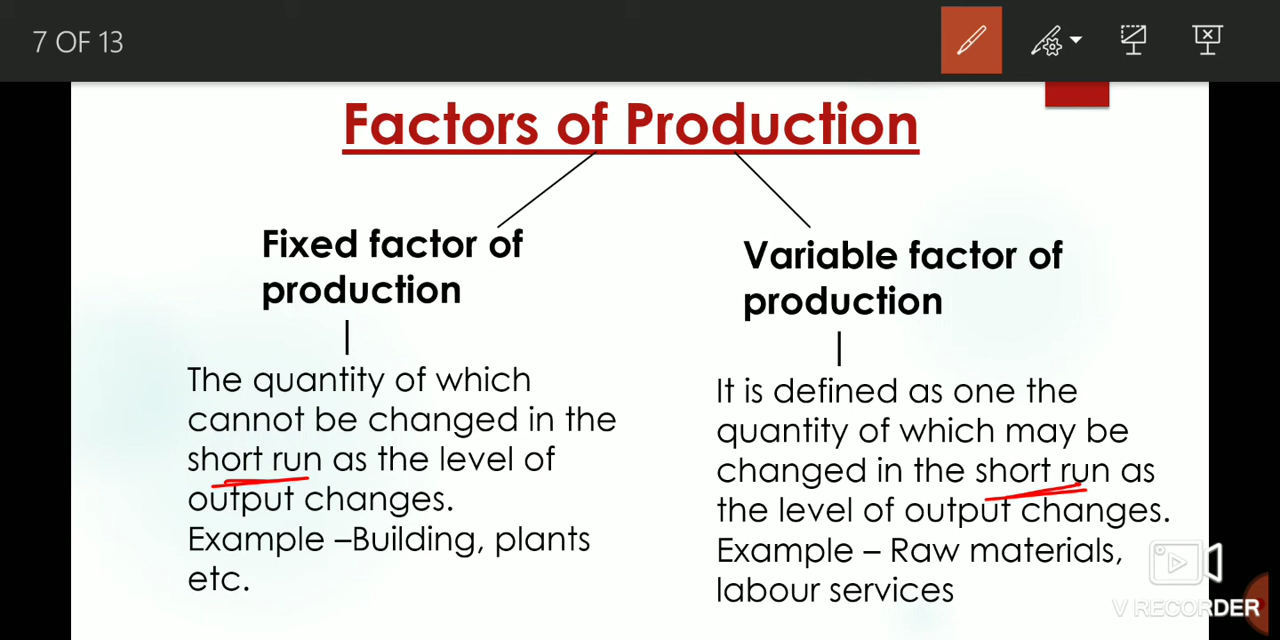 7 OF 13
Factors of Production
Fixed factor of
production
The quantity of which
cannot be changed in the
short run as the level of
output changes.
Example –Building, plants
etc.
Variable factor of
production
It is defined as one the
quantity of which may be
changed in the short run as
the level of output changes.
Example – Raw materials,
labour services
V RECORDER